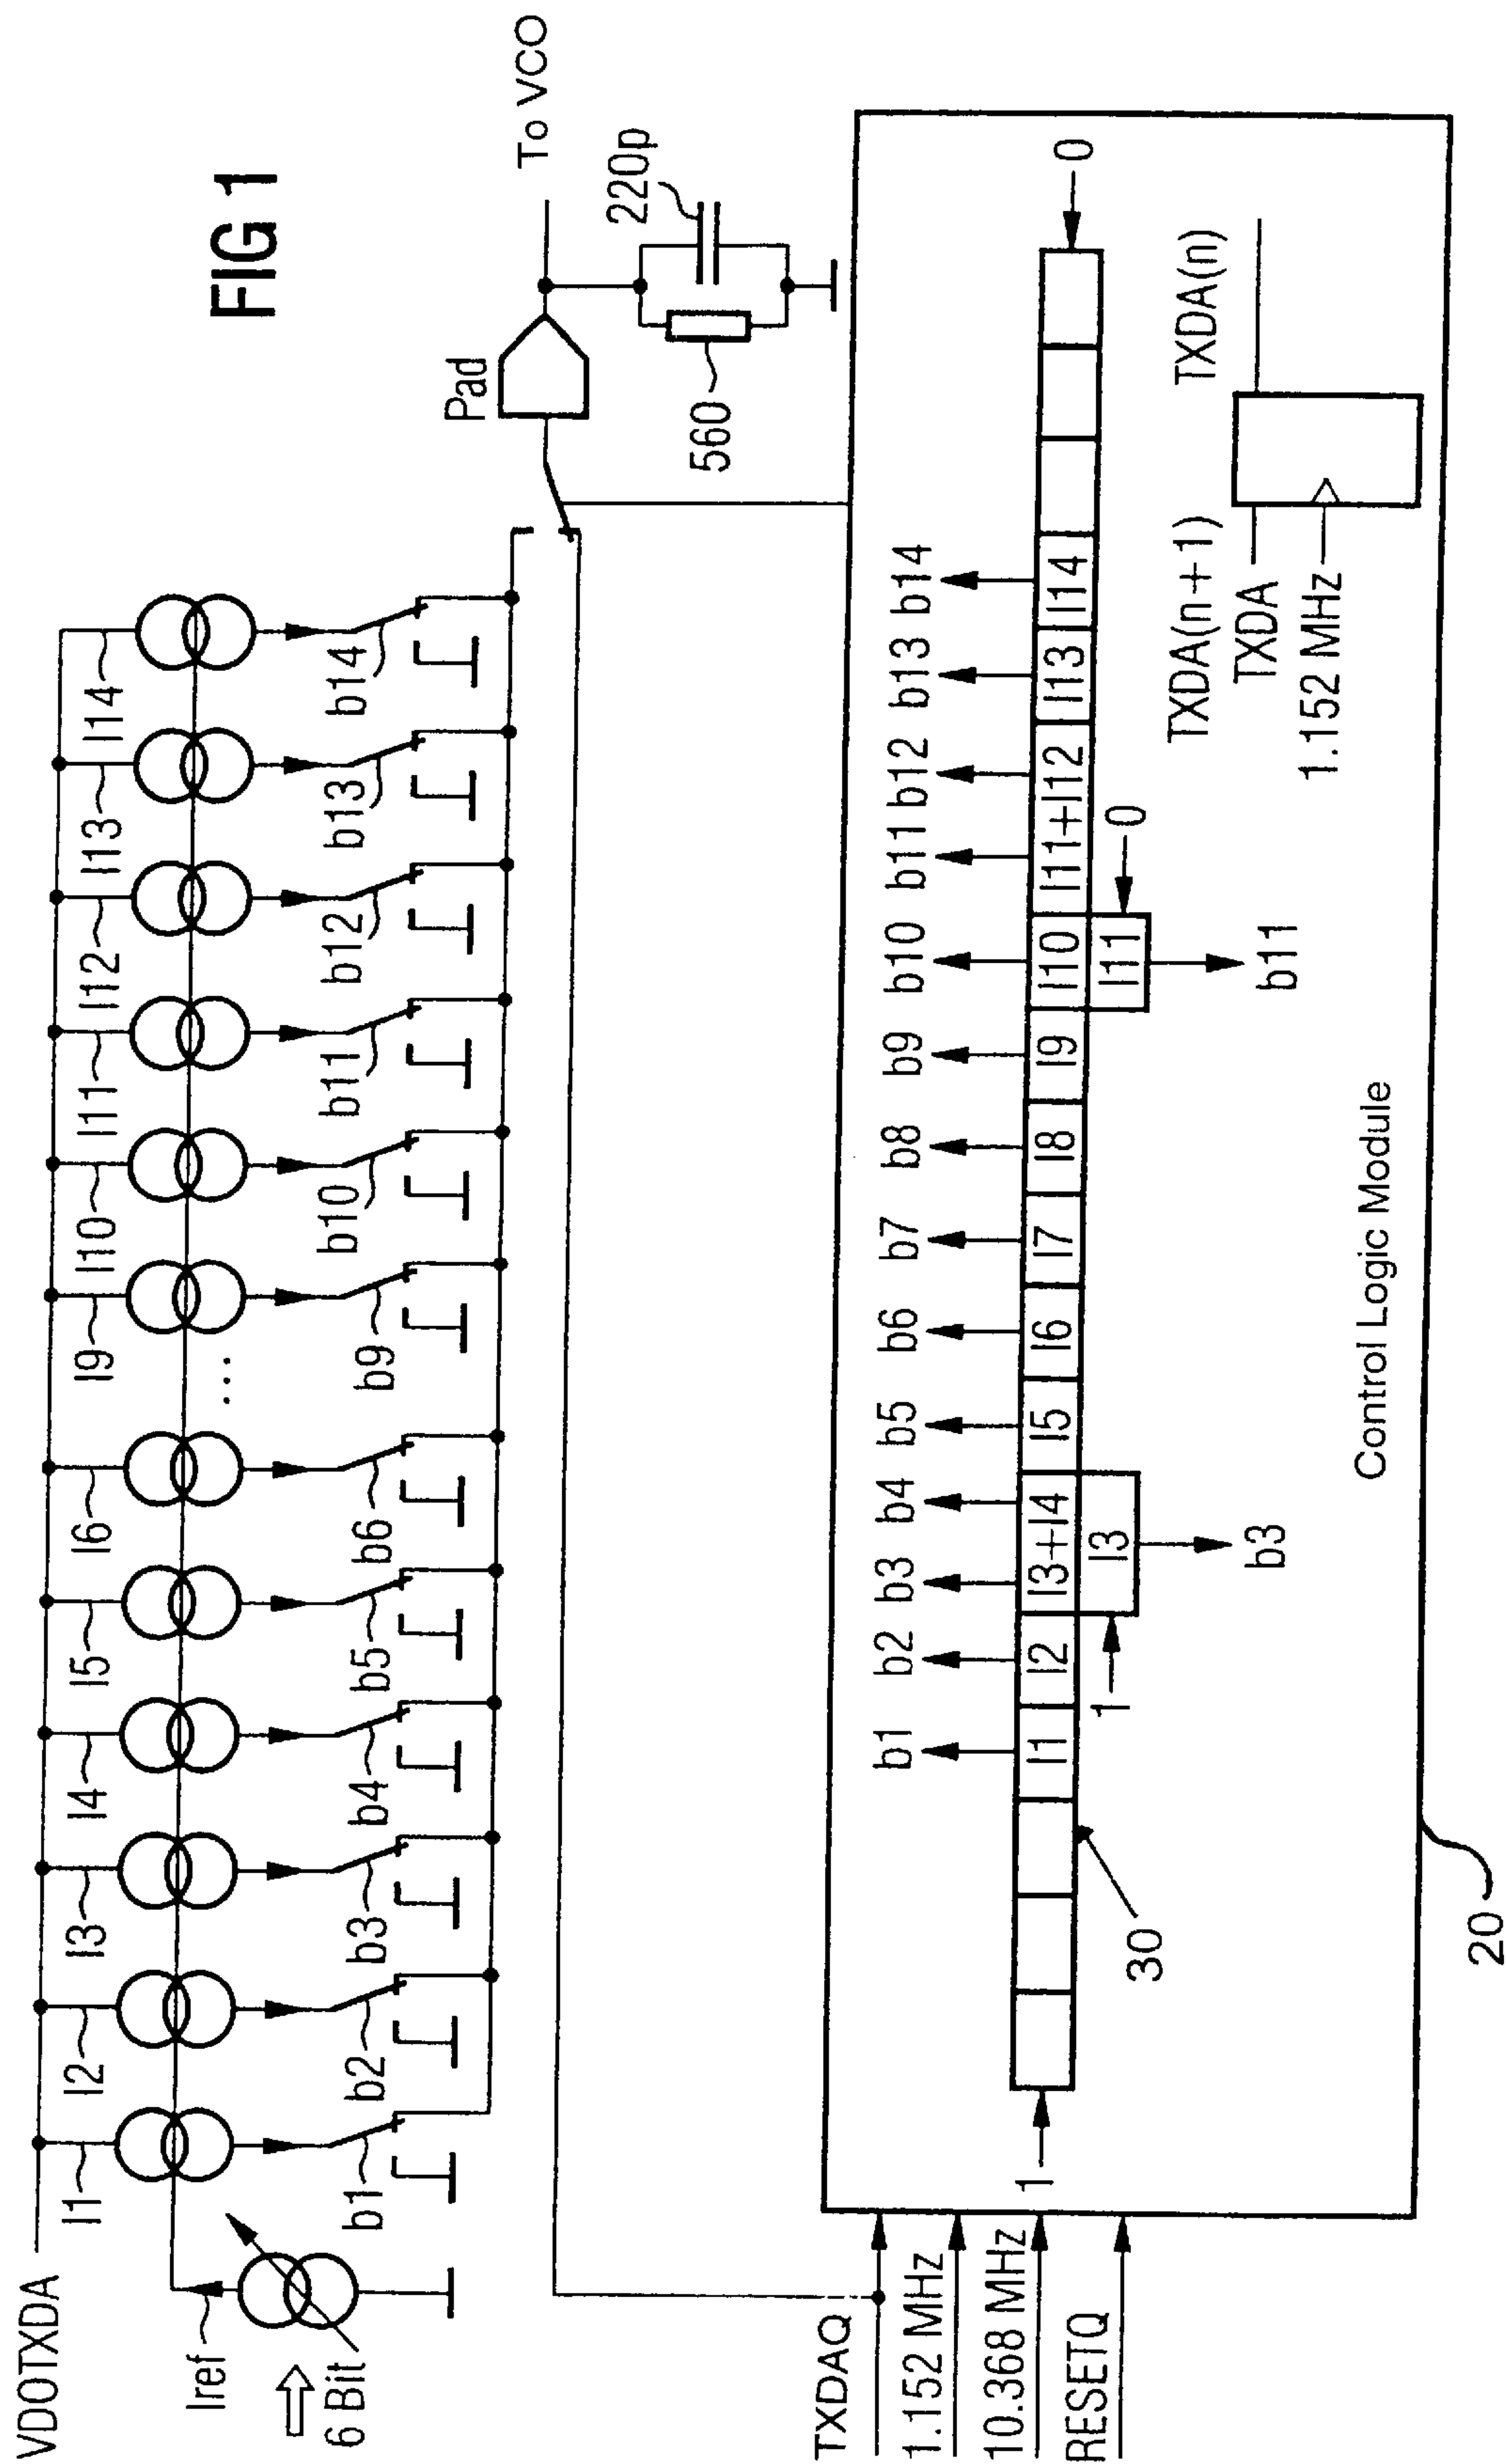 FIG 1
VDOTXDA
I1 I2 I3 I4 I5 I6 I9 I10 I11 I12 I13 I14
...
Iref
6 Bit
b1 b2 b3 b4 b5 b6 b9 b10 b11 b12 b13 b14
Pad
To VCO
560
220p
TXDAQ
1.152 MHz
10.368 MHz
RESETQ
b1 b2 b3 b4 b5 b6 b7 b8 b9 b10 b11 b12 b13 b14
1
I1 I2 I3+I4 I5 I6 I7 I8 I9 I10 I11+I12 I13 I14
0
1
I3
I11
0
b3
b11
30
TXDA(n+1)
TXDA(n)
TXDA
1.152 MHz
Control Logic Module
20